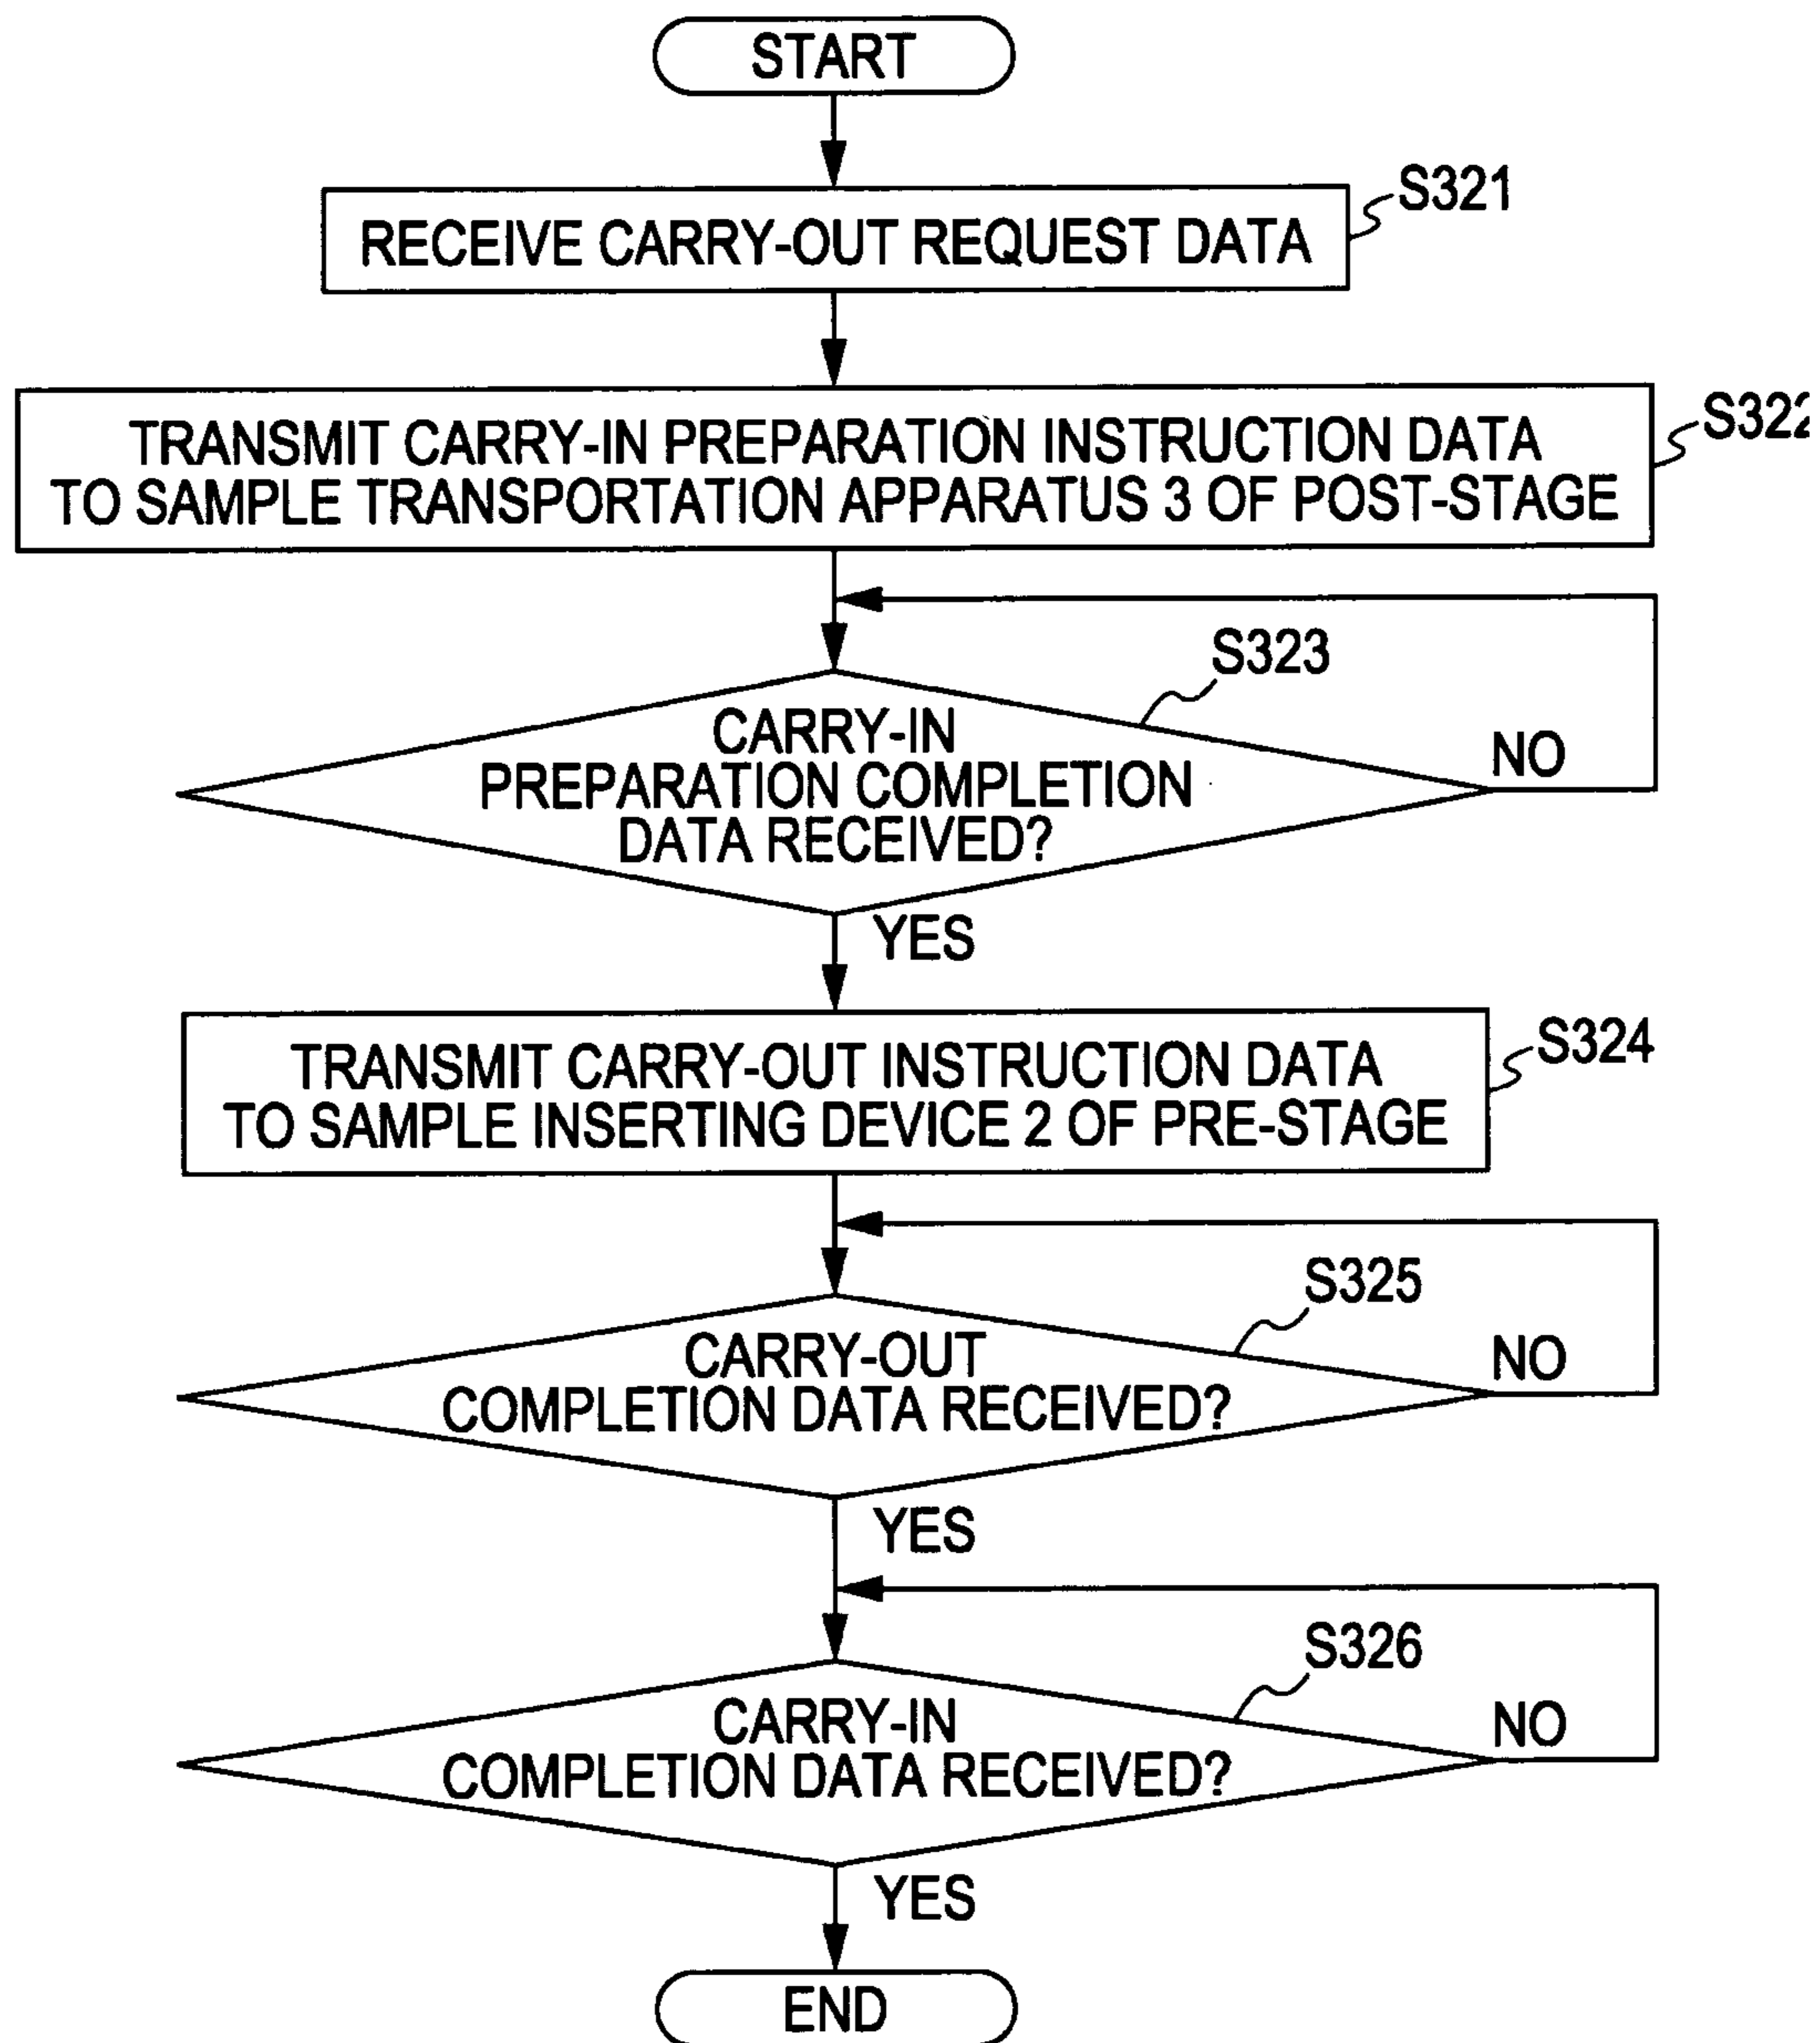 START
S321
RECEIVE CARRY-OUT REQUEST DATA
S322
TRANSMIT CARRY-IN PREPARATION INSTRUCTION DATA
TO SAMPLE TRANSPORTATION APPARATUS 3 OF POST-STAGE
S323
CARRY-IN
PREPARATION COMPLETION
DATA RECEIVED?
NO
YES
S324
TRANSMIT CARRY-OUT INSTRUCTION DATA
TO SAMPLE INSERTING DEVICE 2 OF PRE-STAGE
S325
CARRY-OUT
COMPLETION DATA RECEIVED?
NO
YES
S326
CARRY-IN
COMPLETION DATA RECEIVED?
NO
YES
END